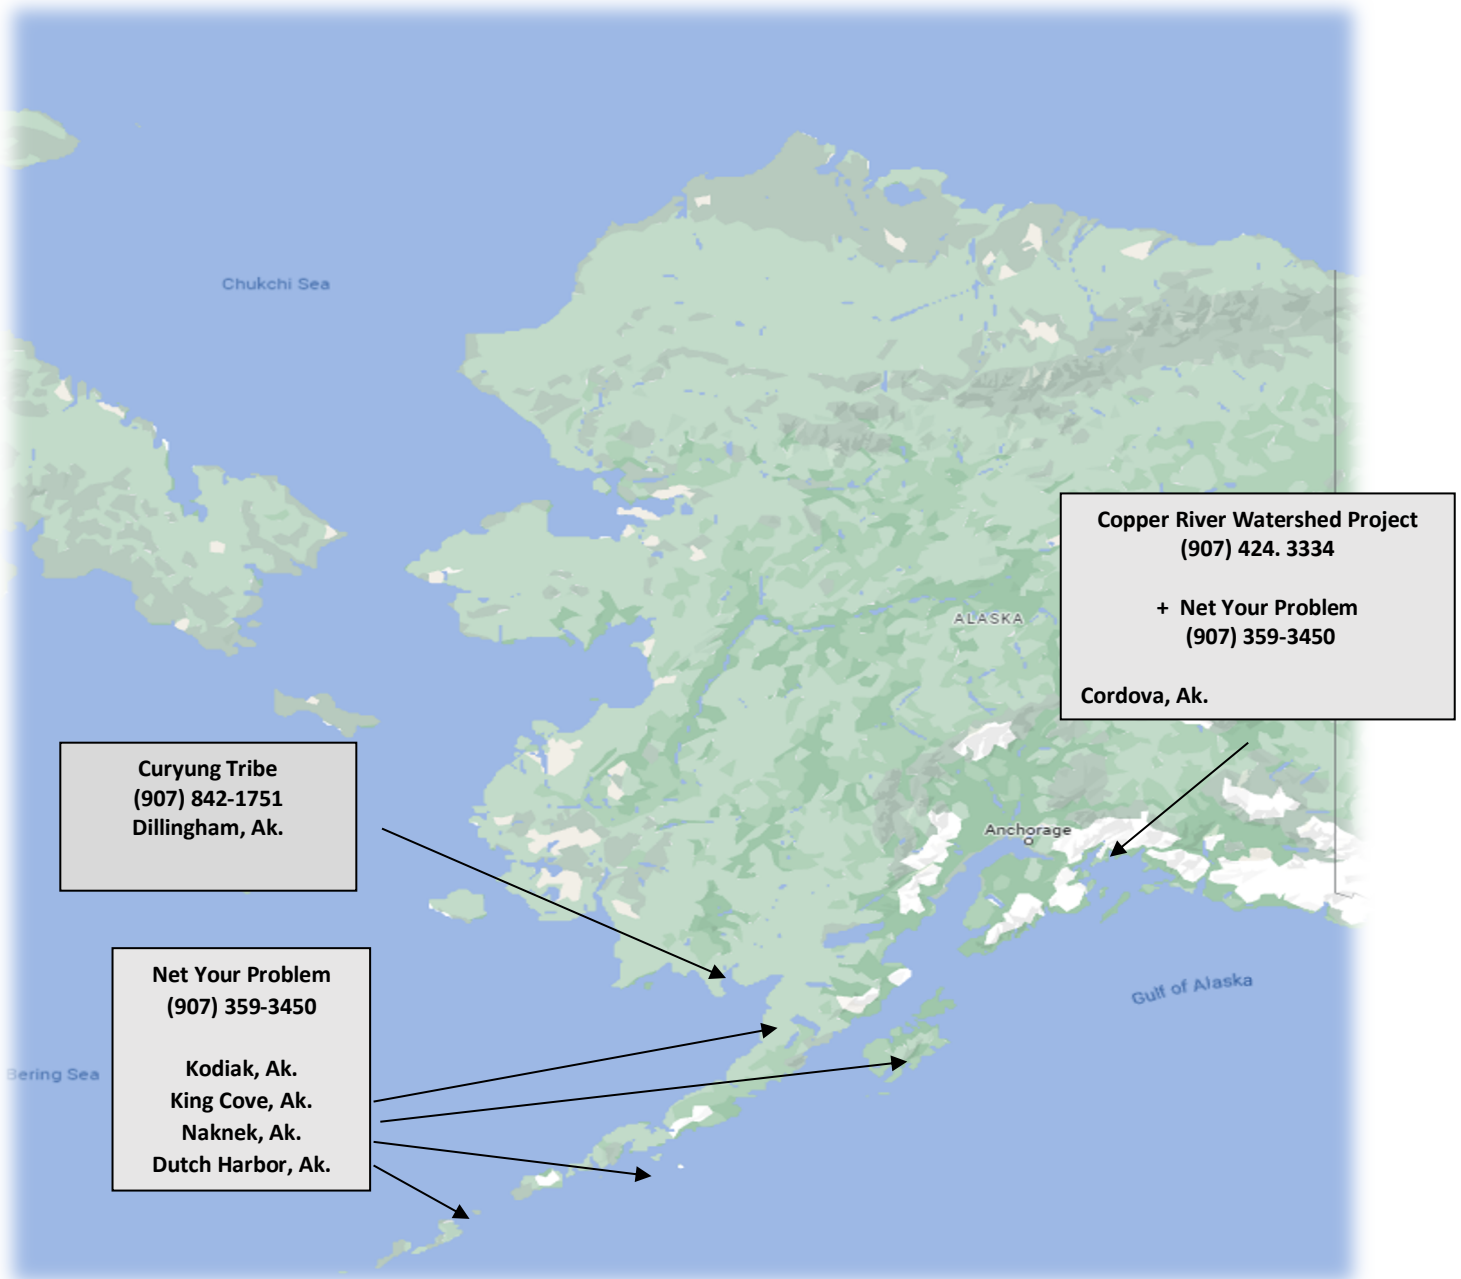 Chukchi Sea
Copper River Watershed Project
(907) 424. 3334
+ Net Your Problem
(907) 359-3450
Cordova, Ak.
ALASKA
Curyung Tribe
(907) 842-1751
Dillingham, Ak.
Anchorage
Net Your Problem
(907) 359-3450
Kodiak, Ak.
King Cove, Ak.
Naknek, Ak.
Dutch Harbor, Ak.
Gulf of Alaska
Bering Sea